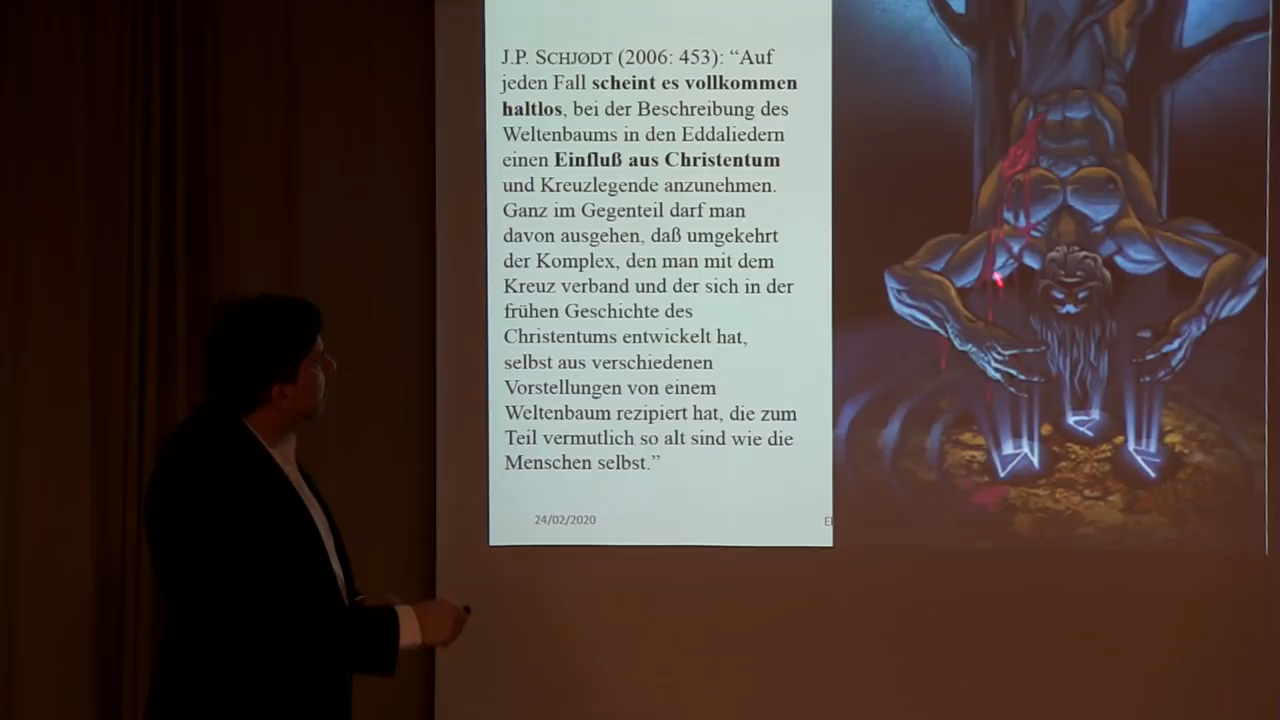 J.P. SCHJØDT (2006: 453): “Auf
jeden Fall scheint es vollkommen
haltlos, bei der Beschreibung des
Weltenbaums in den Eddaliedern
einen Einfluß aus Christentum
und Kreuzlegende anzunehmen.
Ganz im Gegenteil darf man
davon ausgehen, daß umgekehrt
der Komplex, den man mit dem
Kreuz verband und der sich in der
frühen Geschichte des
Christentums entwickelt hat,
selbst aus verschiedenen
Vorstellungen von einem
Weltenbaum rezipiert hat, die zum
Teil vermutlich so alt sind wie die
Menschen selbst.”
24/02/2020